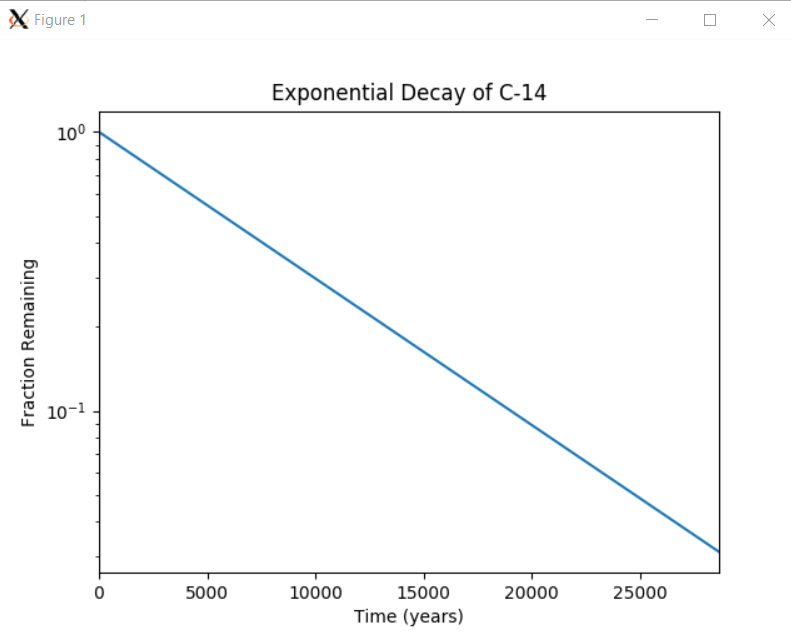 Figure 1
Exponential Decay of C-14
10⁰
10⁻¹
Fraction Remaining
0 5000 10000 15000 20000 25000
Time (years)